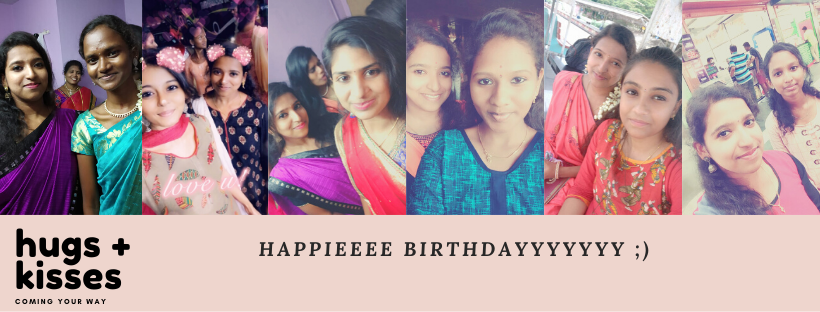 love u!
hugs +
kisses
COMING YOUR WAY
HAPPIEEEE BIRTHDAYYYYYYY ;)